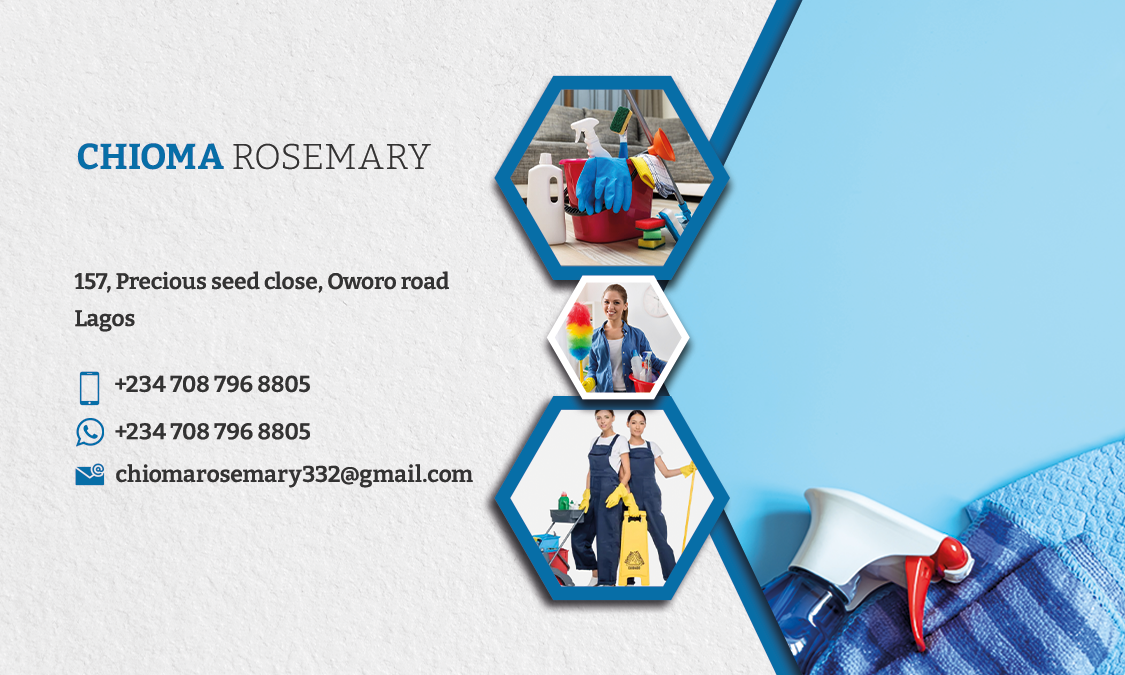 CHIOMA ROSEMARY
157, Precious seed close, Oworo road
Lagos
+234 708 796 8805
+234 708 796 8805
chiomarosemary332@gmail.com